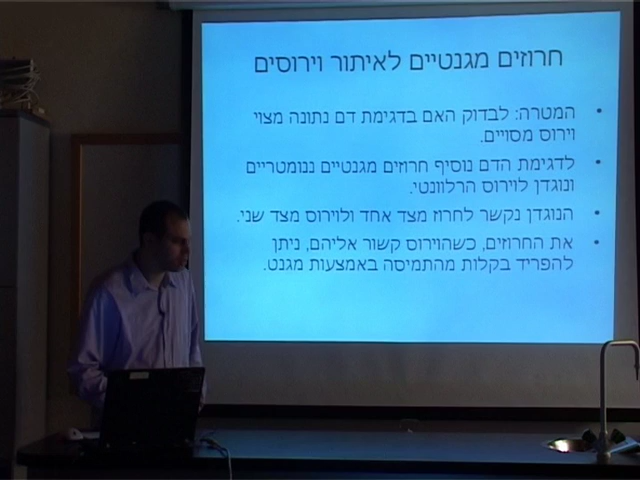 חרוזים מגנטיים לאיתור וירוסים
• המטרה: לבדוק האם בדגימת דם נתונה מצוי
וירוס מסויים.
• לדגימת הדם נוסיף חרוזים מגנטיים ננומטריים
ונוגדן לוירוס הרלוונטי.
• הנוגדן נקשר לחרוז מצד אחד ולוירוס מצד שני.
• את החרוזים, כשהוירוס קשור אליהם, ניתן
להפריד בקלות מהתמיסה באמצעות מגנט.